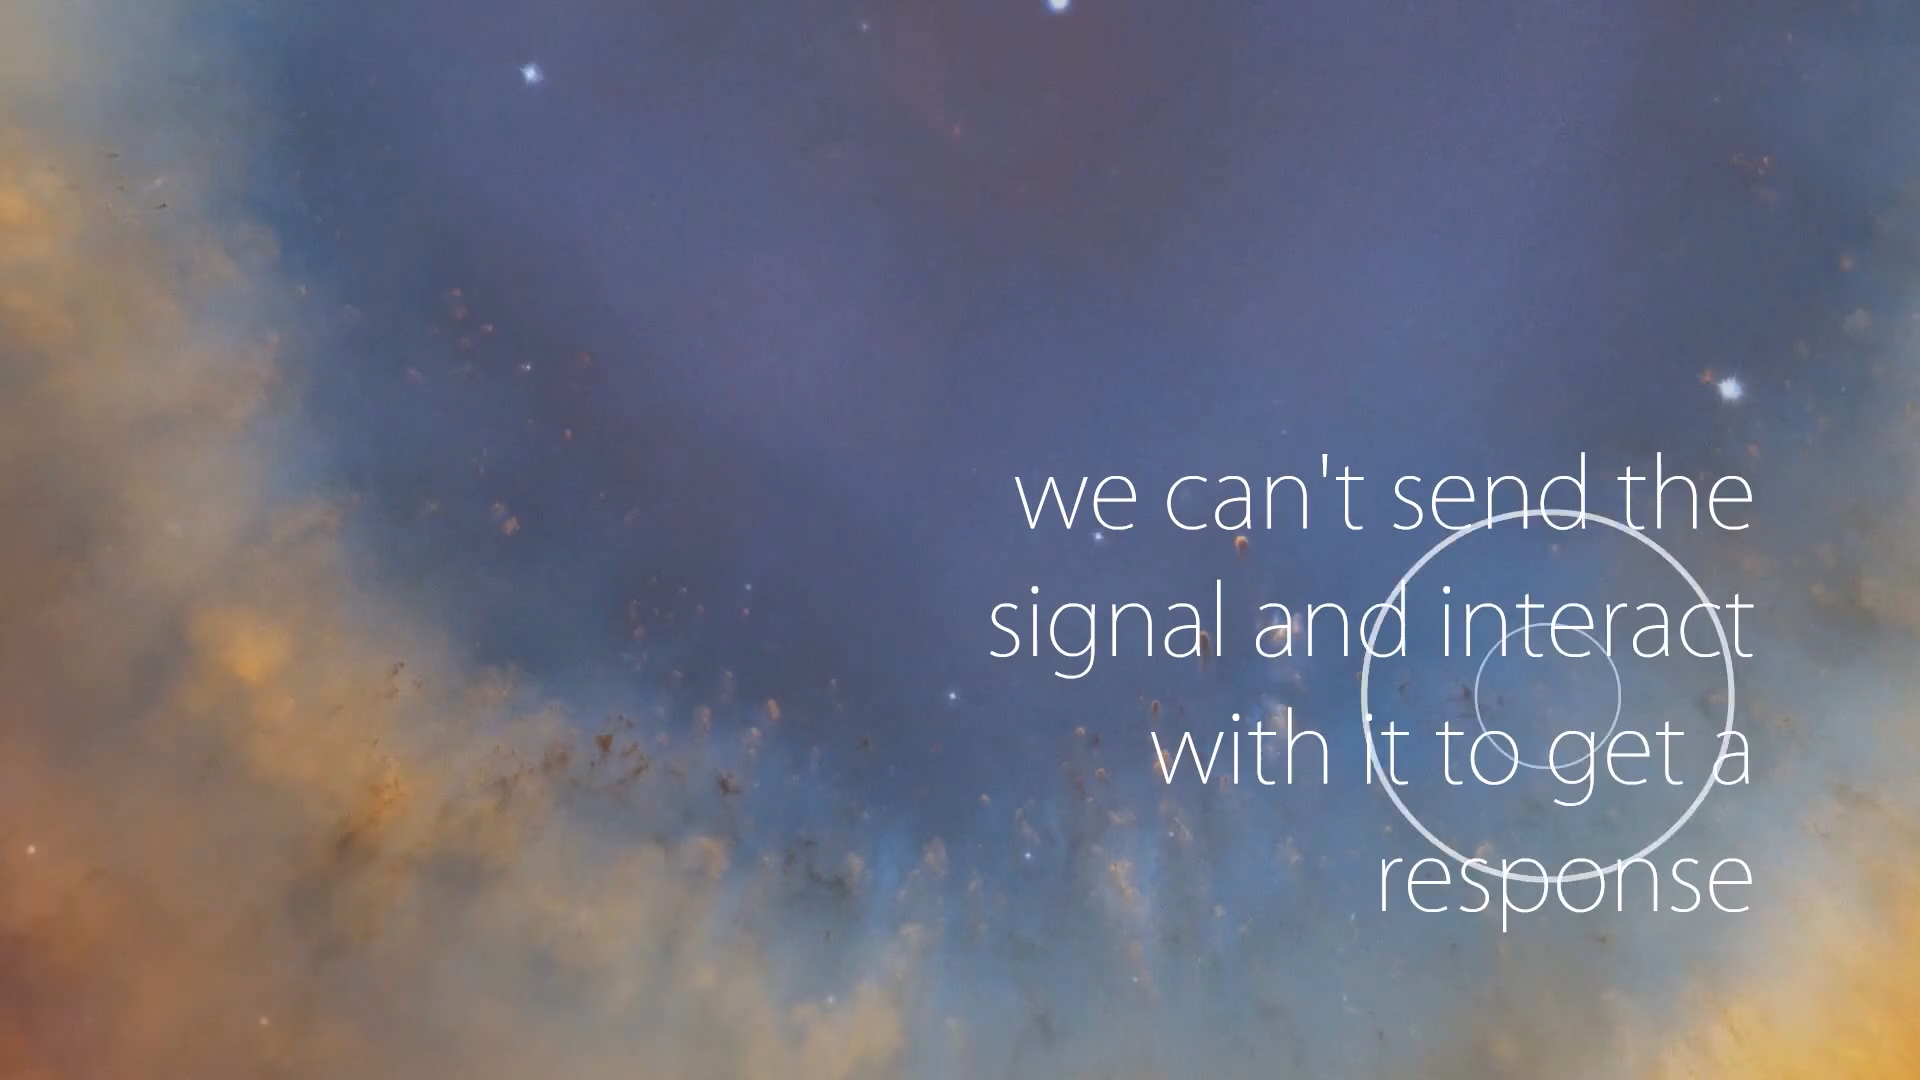 we can't send the
signal and interact
with it to get a
response